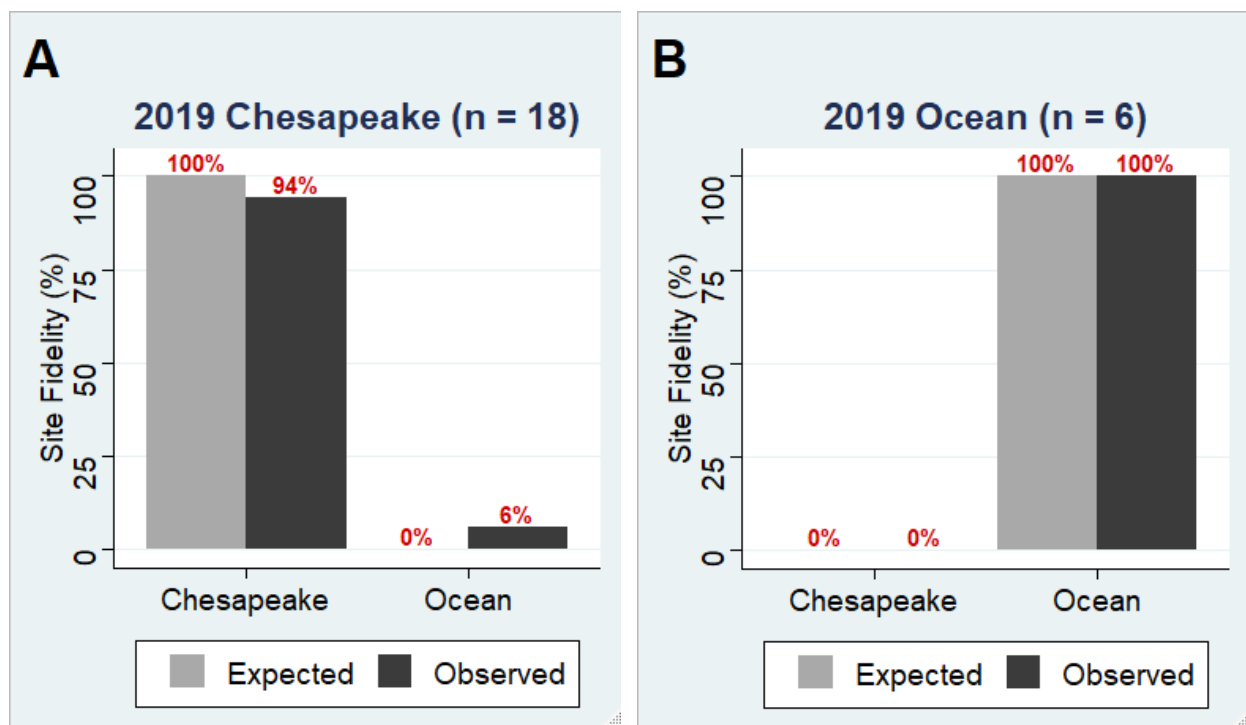 A
2019 Chesapeake (n = 18)
100%
94%
0%
6%
Site Fidelity (%)
100
75
50
25
0
Chesapeake
Ocean
Expected
Observed
B
2019 Ocean (n = 6)
0%
0%
100%
100%
Site Fidelity (%)
100
75
50
25
0
Chesapeake
Ocean
Expected
Observed